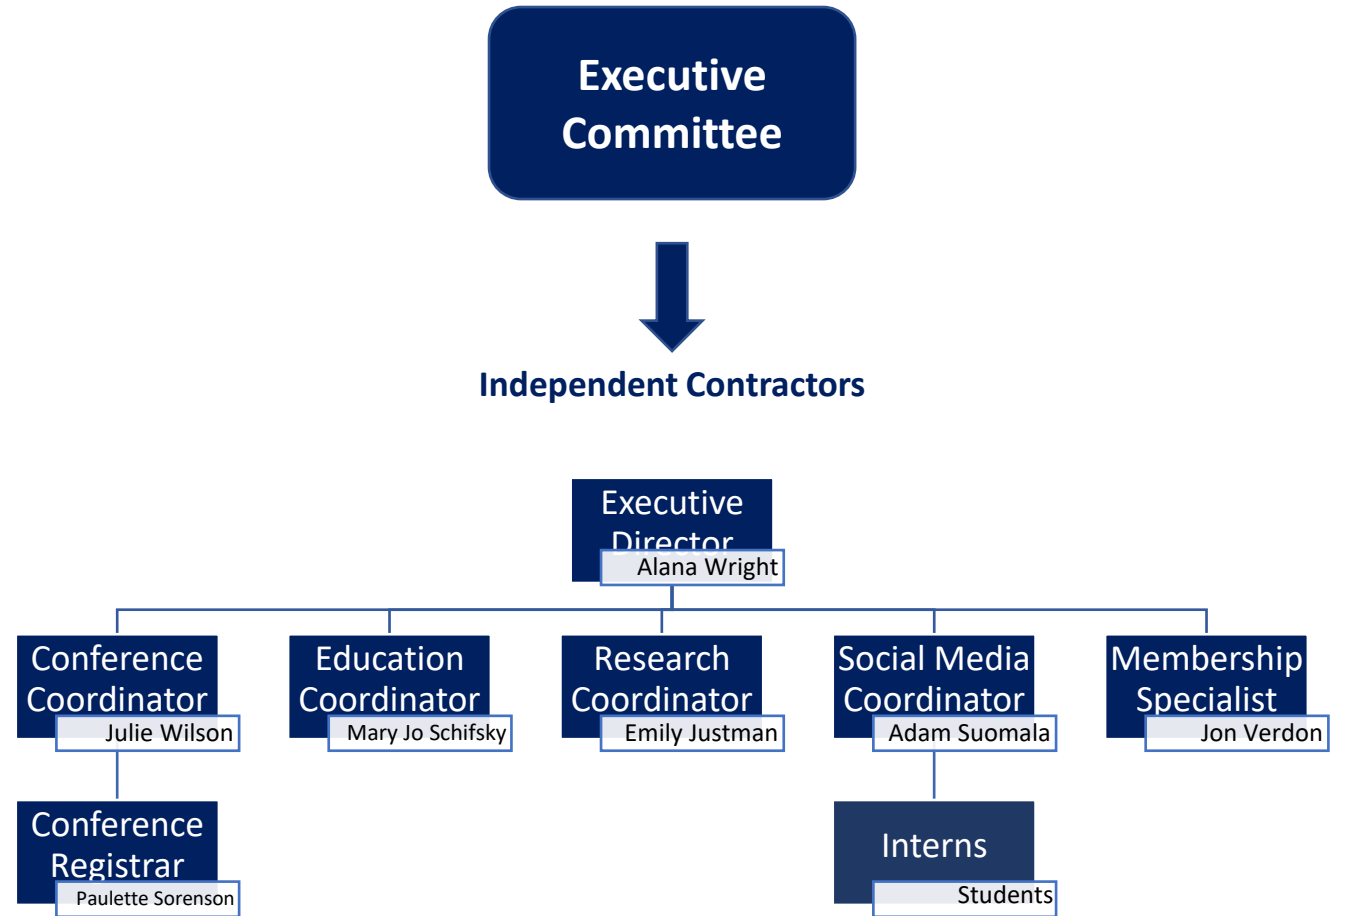 Executive
Committee
Independent Contractors
Executive
Director
Alana Wright
Conference
Coordinator
Julie Wilson
Education
Coordinator
Mary Jo Schifsky
Research
Coordinator
Emily Justman
Social Media
Coordinator
Adam Suomala
Membership
Specialist
Jon Verdon
Conference
Registrar
Paulette Sorenson
Interns
Students